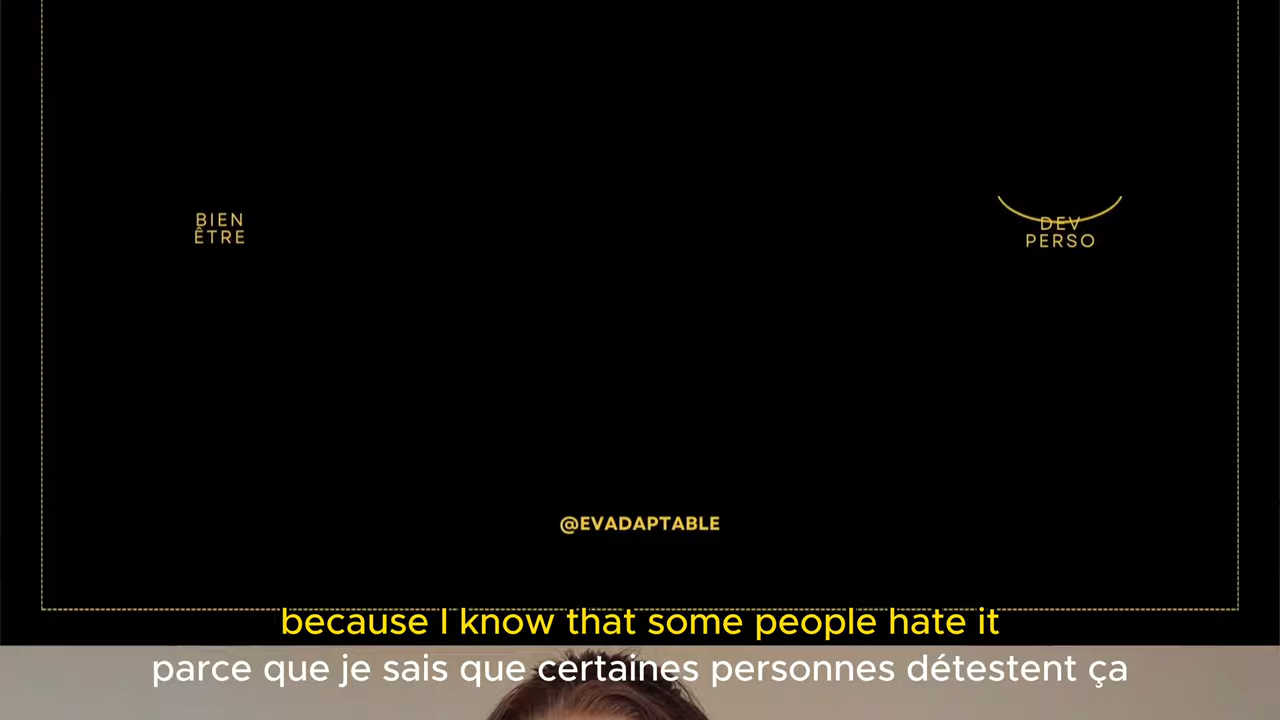 BIEN
ÊTRE
DEV
PERSO
@EVADAPTABLE
because I know that some people hate it
parce que je sais que certaines personnes détestent ça